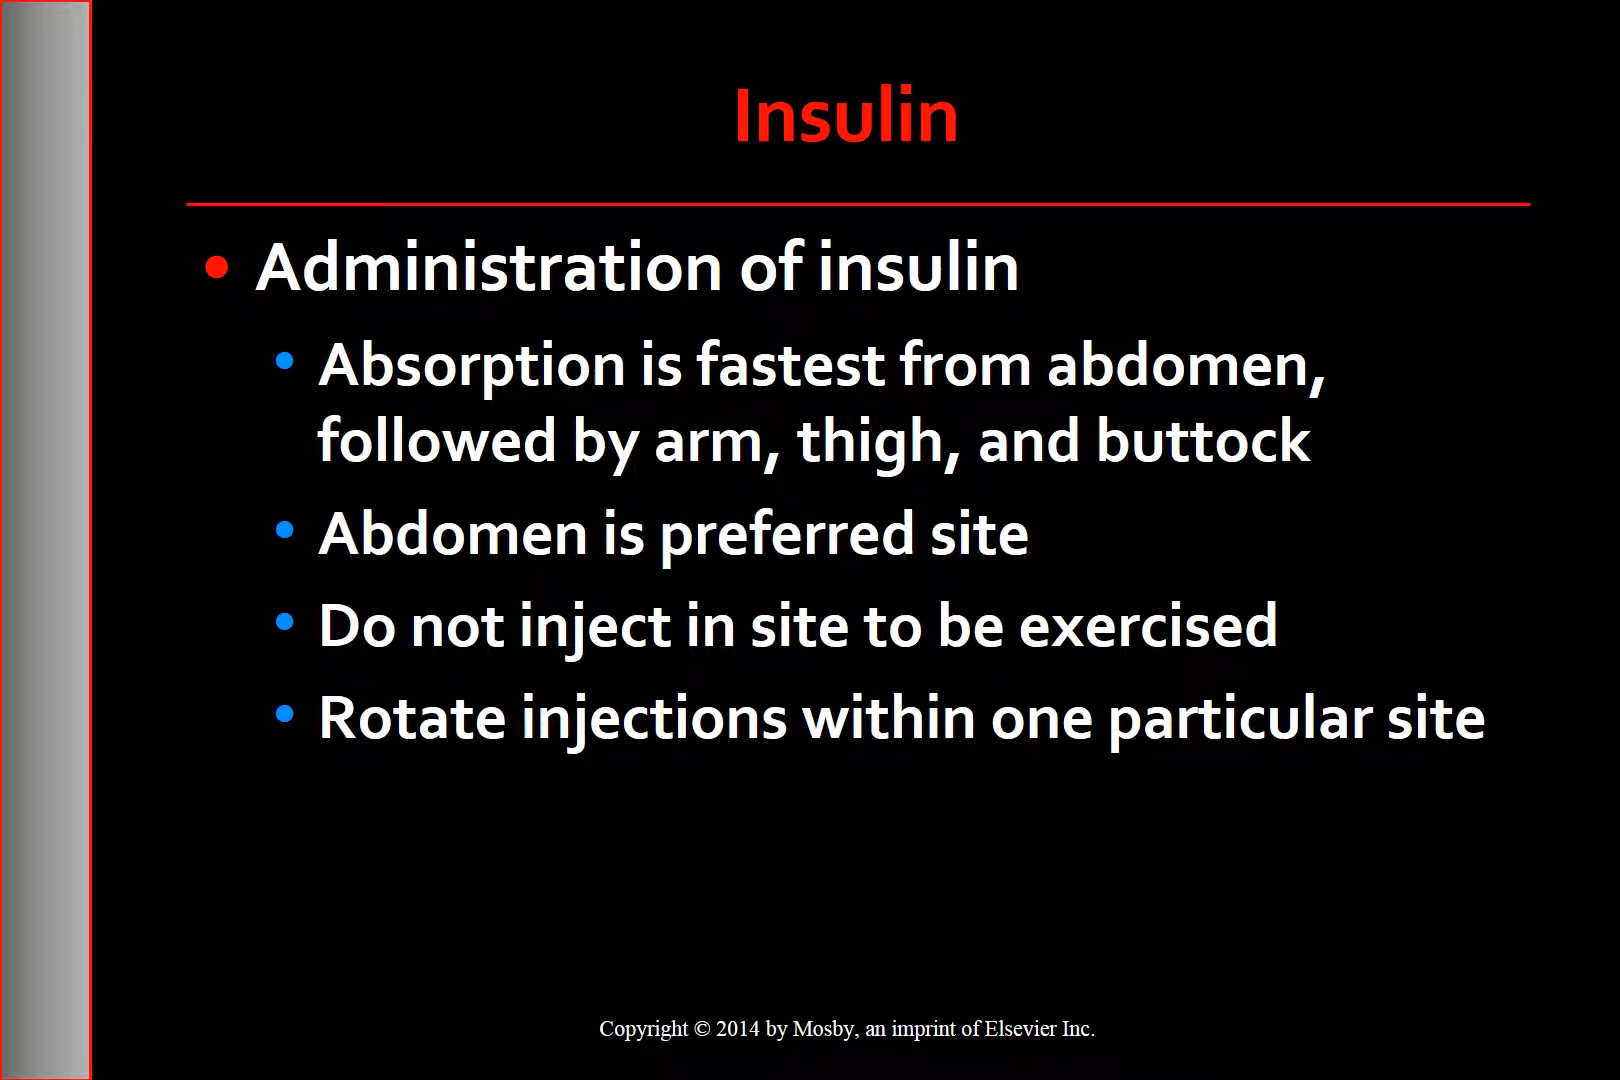 Insulin
• Administration of insulin
• Absorption is fastest from abdomen,
followed by arm, thigh, and buttock
• Abdomen is preferred site
• Do not inject in site to be exercised
• Rotate injections within one particular site
Copyright © 2014 by Mosby, an imprint of Elsevier Inc.